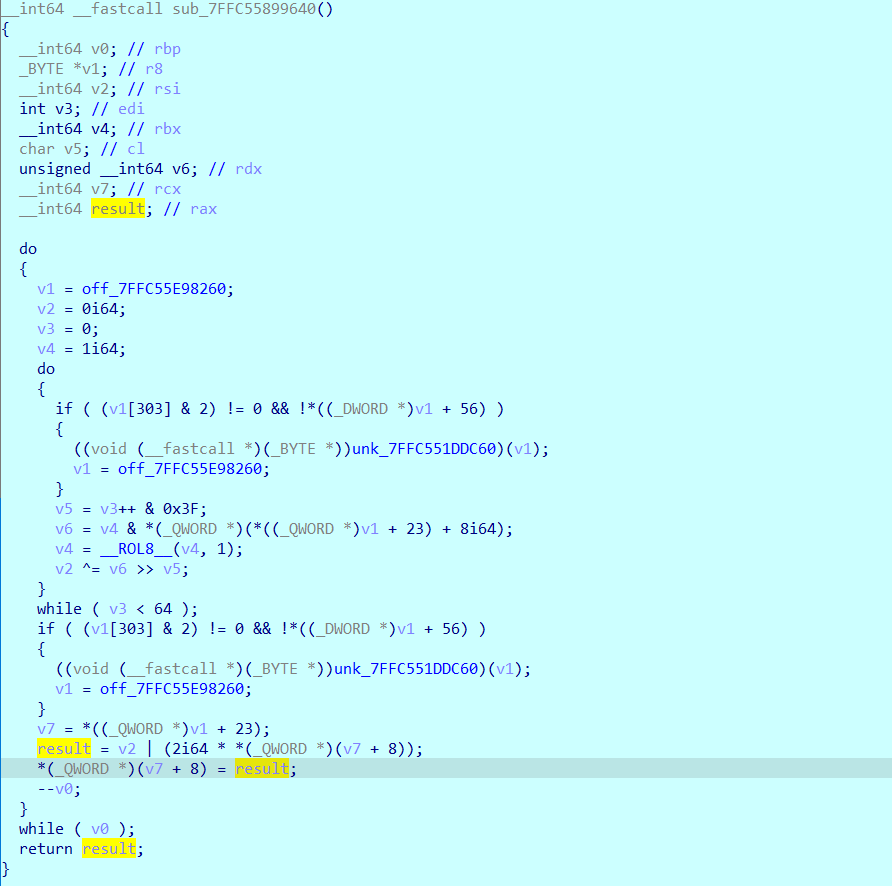 __int64 __fastcall sub_7FFC55899640()
{
__int64 v0; // rbp
_BYTE *v1; // r8
__int64 v2; // rsi
int v3; // edi
__int64 v4; // rbx
char v5; // cl
unsigned __int64 v6; // rdx
__int64 v7; // rcx
__int64 result; // rax
do
{
v1 = off_7FFC55E98260;
v2 = 0i64;
v3 = 0;
v4 = 1i64;
do
{
if ( (v1[303] & 2) != 0 && !*((_DWORD *)v1 + 56) )
{
((void (__fastcall *)(_BYTE *))unk_7FFC551DDC60)(v1);
v1 = off_7FFC55E98260;
}
v5 = v3++ & 0x3F;
v6 = v4 & *(_QWORD *)(*((_QWORD *)v1 + 23) + 8i64);
v4 = __ROL8__(v4, 1);
v2 ^= v6 >> v5;
}
while ( v3 < 64 );
if ( (v1[303] & 2) != 0 && !*((_DWORD *)v1 + 56) )
{
((void (__fastcall *)(_BYTE *))unk_7FFC551DDC60)(v1);
v1 = off_7FFC55E98260;
}
v7 = *((_QWORD *)v1 + 23);
result = v2 | (2i64 * *(_QWORD *)(v7 + 8));
*(_QWORD *)(v7 + 8) = result;
--v0;
}
while ( v0 );
return result;
}